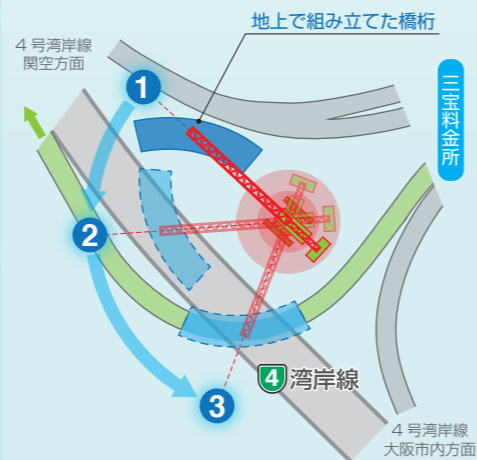 地上で組み立てた橋桁
4号湾岸線
関空方面
1
三宝料金所
2
3
4 湾岸線
4号湾岸線
大阪市内方面